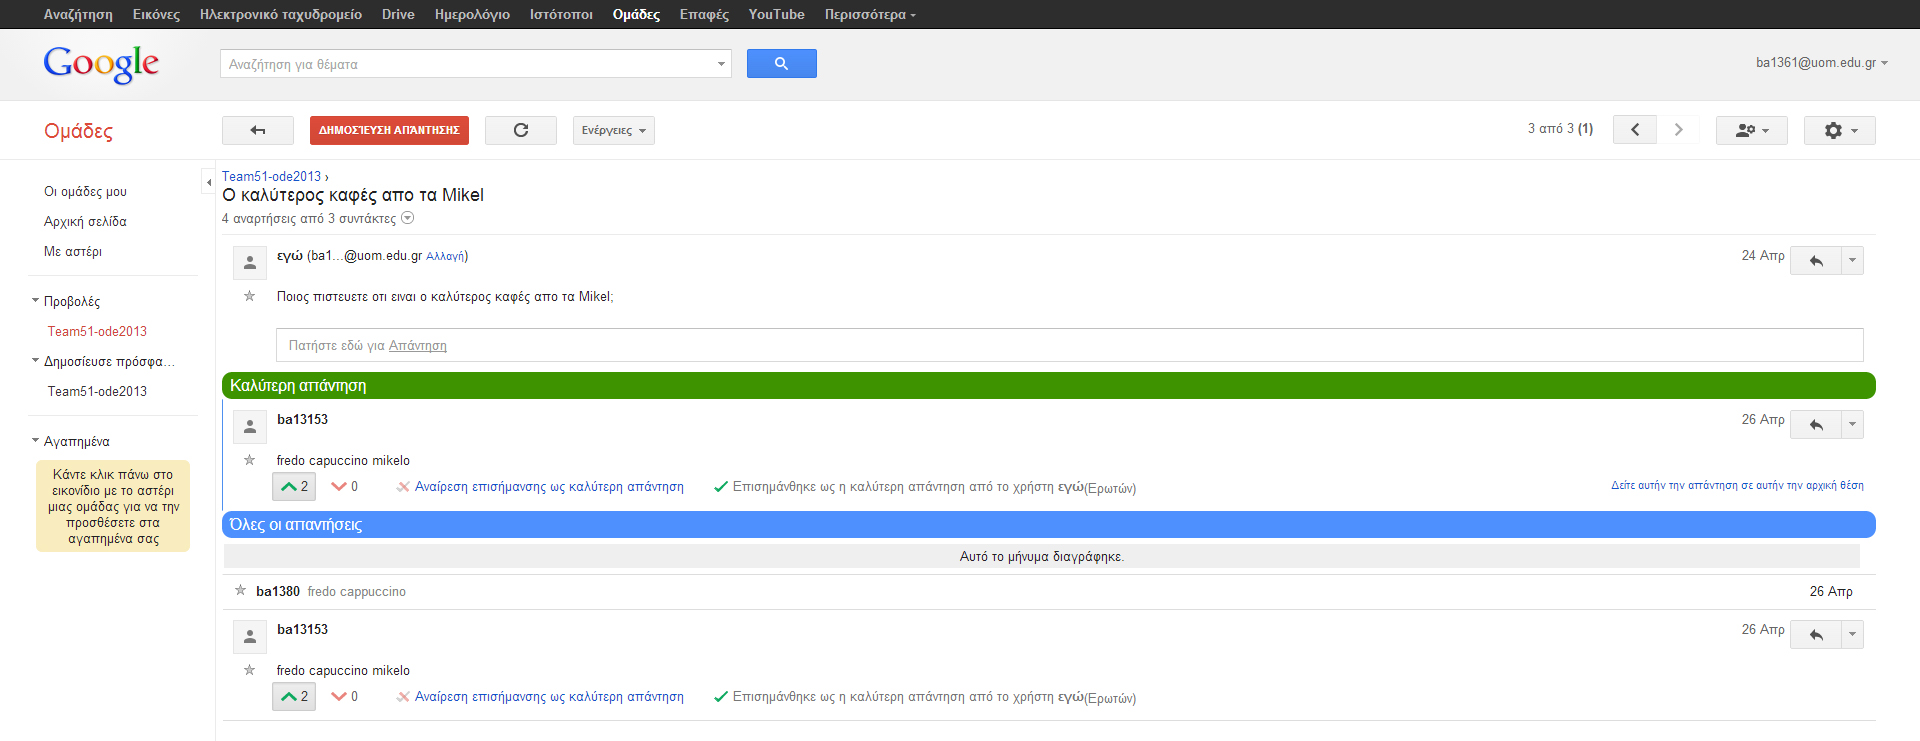 Αναζήτηση Εικόνες Ηλεκτρονικό ταχυδρομείο Drive Ημερολόγιο Ιστότοποι Ομάδες Επαφές YouTube Περισσότερα
Google Αναζήτηση για θέματα ba1361@uom.edu.gr
Ομάδες ΔΗΜΟΣΊΕΥΣΗ ΑΠΆΝΤΗΣΗΣ Ενέργειες 3 από 3 (1)
Οι ομάδες μου
Αρχική σελίδα
Με αστέρι
Προβολές
Team51-ode2013
Δημοσίευσε πρόσφα...
Team51-ode2013
Αγαπημένα
Κάντε κλικ πάνω στο
εικονίδιο με το αστέρι
μιας ομάδας για να την
προσθέσετε στα
αγαπημένα σας
Team51-ode2013 ›
Ο καλύτερος καφές απο τα Mikel
4 αναρτήσεις από 3 συντάκτες
εγώ (ba1...@uom.edu.gr Αλλαγή) 24 Απρ
Ποιος πιστευετε οτι ειναι ο καλύτερος καφές απο τα Mikel;
Πατήστε εδώ για Απάντηση
Καλύτερη απάντηση
ba13153 26 Απρ
fredo capuccino mikelo
2 0 Αναίρεση επισήμανσης ως καλύτερη απάντηση Επισημάνθηκε ως η καλύτερη απάντηση από το χρήστη εγώ(Ερωτών) Δείτε αυτήν την απάντηση σε αυτήν την αρχική θέση
Όλες οι απαντήσεις
Αυτό το μήνυμα διαγράφηκε.
ba1380 fredo cappuccino 26 Απρ
ba13153 26 Απρ
fredo capuccino mikelo
2 0 Αναίρεση επισήμανσης ως καλύτερη απάντηση Επισημάνθηκε ως η καλύτερη απάντηση από το χρήστη εγώ(Ερωτών)